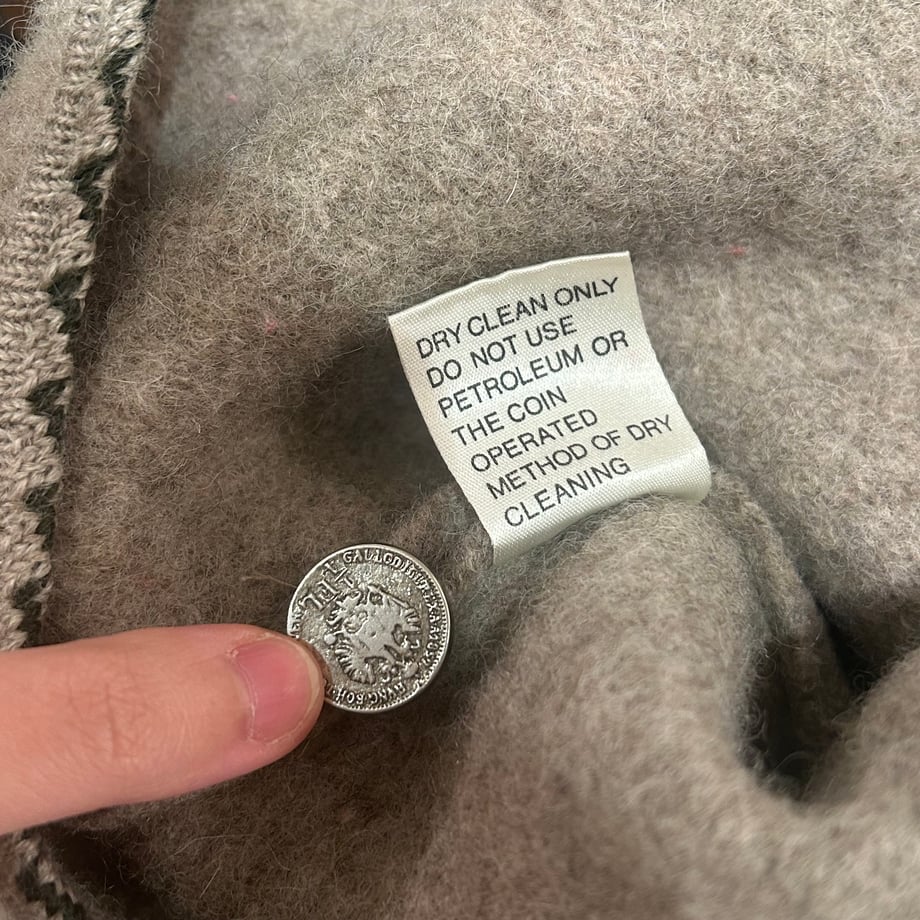 DRY CLEAN ONLY
DO NOT USE
PETROLEUM OR
THE COIN
OPERATED
METHOD OF DRY
CLEANING